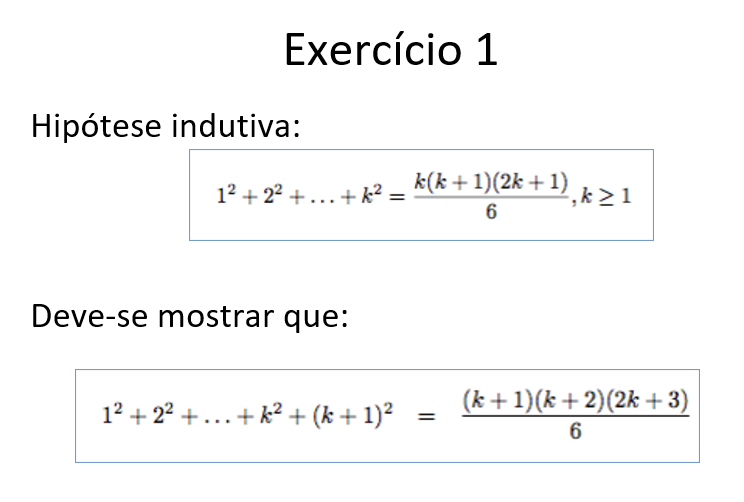 Exercício 1
Hipótese indutiva:
1² + 2² + ... + k² = k(k + 1)(2k + 1) / 6 , k ≥ 1
Deve-se mostrar que:
1² + 2² + ... + k² + (k + 1)² = (k + 1)(k + 2)(2k + 3) / 6